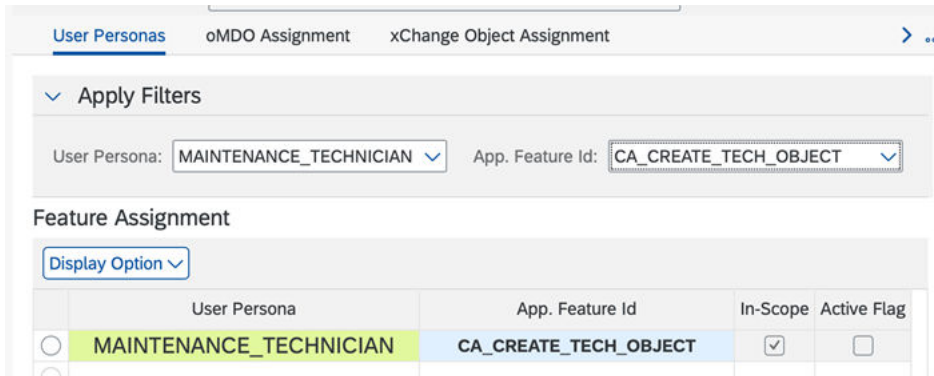 User Personas oMDO Assignment xChange Object Assignment
Apply Filters
User Persona: MAINTENANCE_TECHNICIAN App. Feature Id: CA_CREATE_TECH_OBJECT
Feature Assignment
Display Option
User Persona App. Feature Id In-Scope Active Flag
MAINTENANCE_TECHNICIAN CA_CREATE_TECH_OBJECT